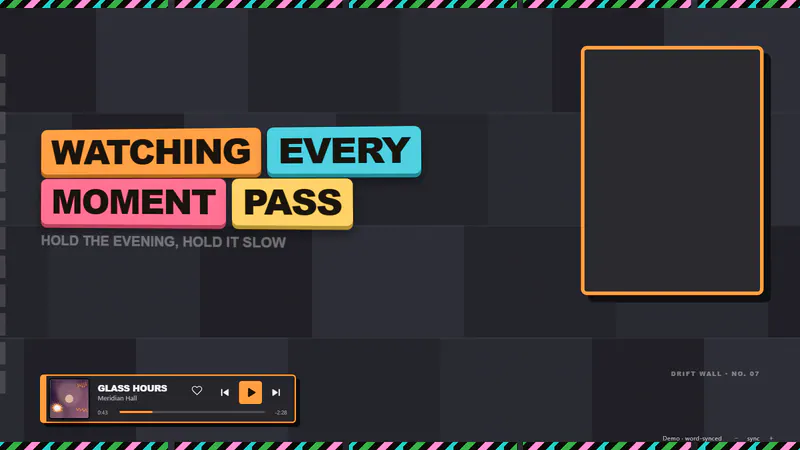 WATCHING EVERY
MOMENT PASS
HOLD THE EVENING, HOLD IT SLOW
GLASS HOURS
Meridian Hall
0:43
-2:28
DRIFT WALL - NO. 07
Demo · word-synced − sync +